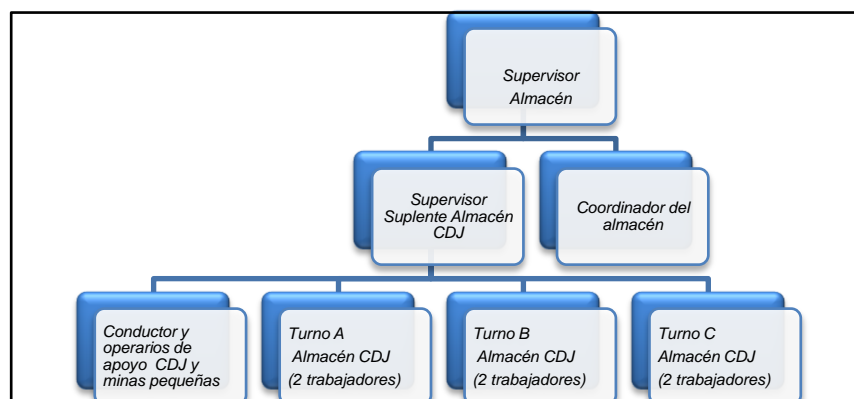 Supervisor
Almacén
Supervisor
Suplente Almacén
CDJ
Coordinador del
almacén
Conductor y
operarios de
apoyo CDJ y
minas pequeñas
Turno A
Almacén CDJ
(2 trabajadores)
Turno B
Almacén CDJ
(2 trabajadores)
Turno C
Almacén CDJ
(2 trabajadores)